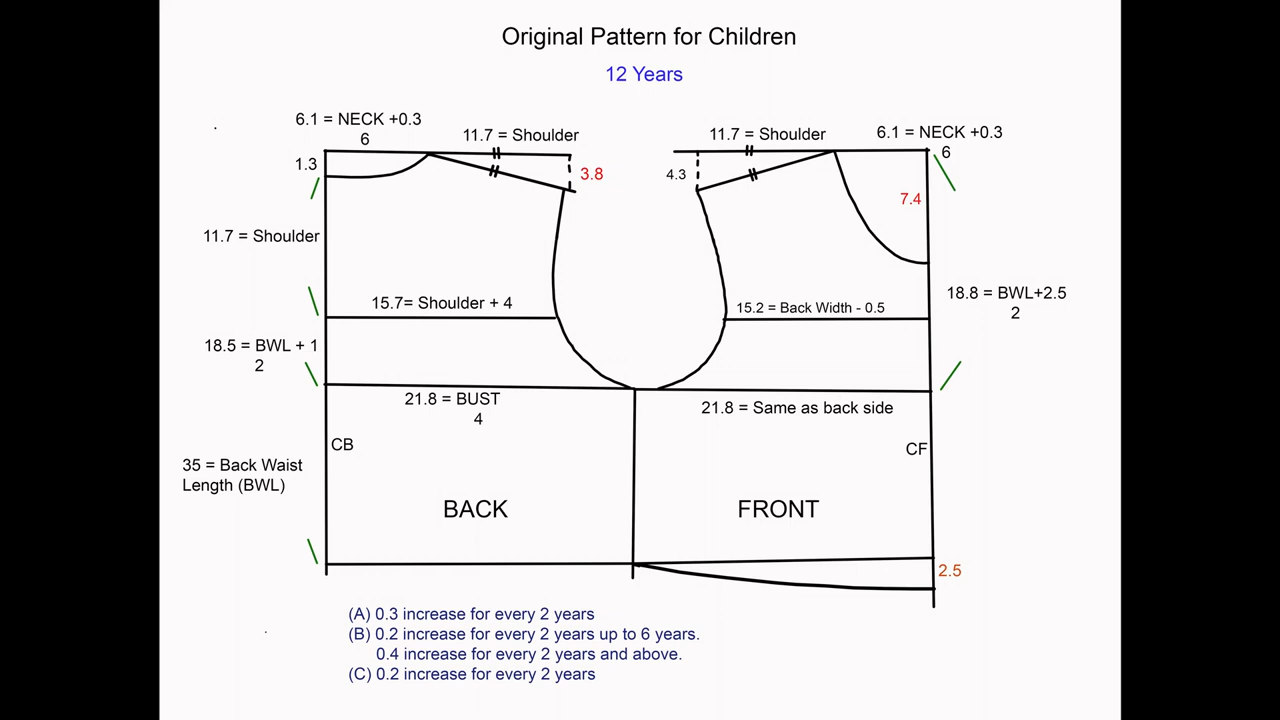 Original Pattern for Children
12 Years
6.1 = NECK +0.3
6
11.7 = Shoulder
11.7 = Shoulder
6.1 = NECK +0.3
6
1.3
3.8
4.3
7.4
11.7 = Shoulder
15.7= Shoulder + 4
15.2 = Back Width - 0.5
18.8 = BWL+2.5
2
18.5 = BWL + 1
2
21.8 = BUST
4
21.8 = Same as back side
CB
CF
35 = Back Waist
Length (BWL)
BACK
FRONT
2.5
(A) 0.3 increase for every 2 years
(B) 0.2 increase for every 2 years up to 6 years.
0.4 increase for every 2 years and above.
(C) 0.2 increase for every 2 years